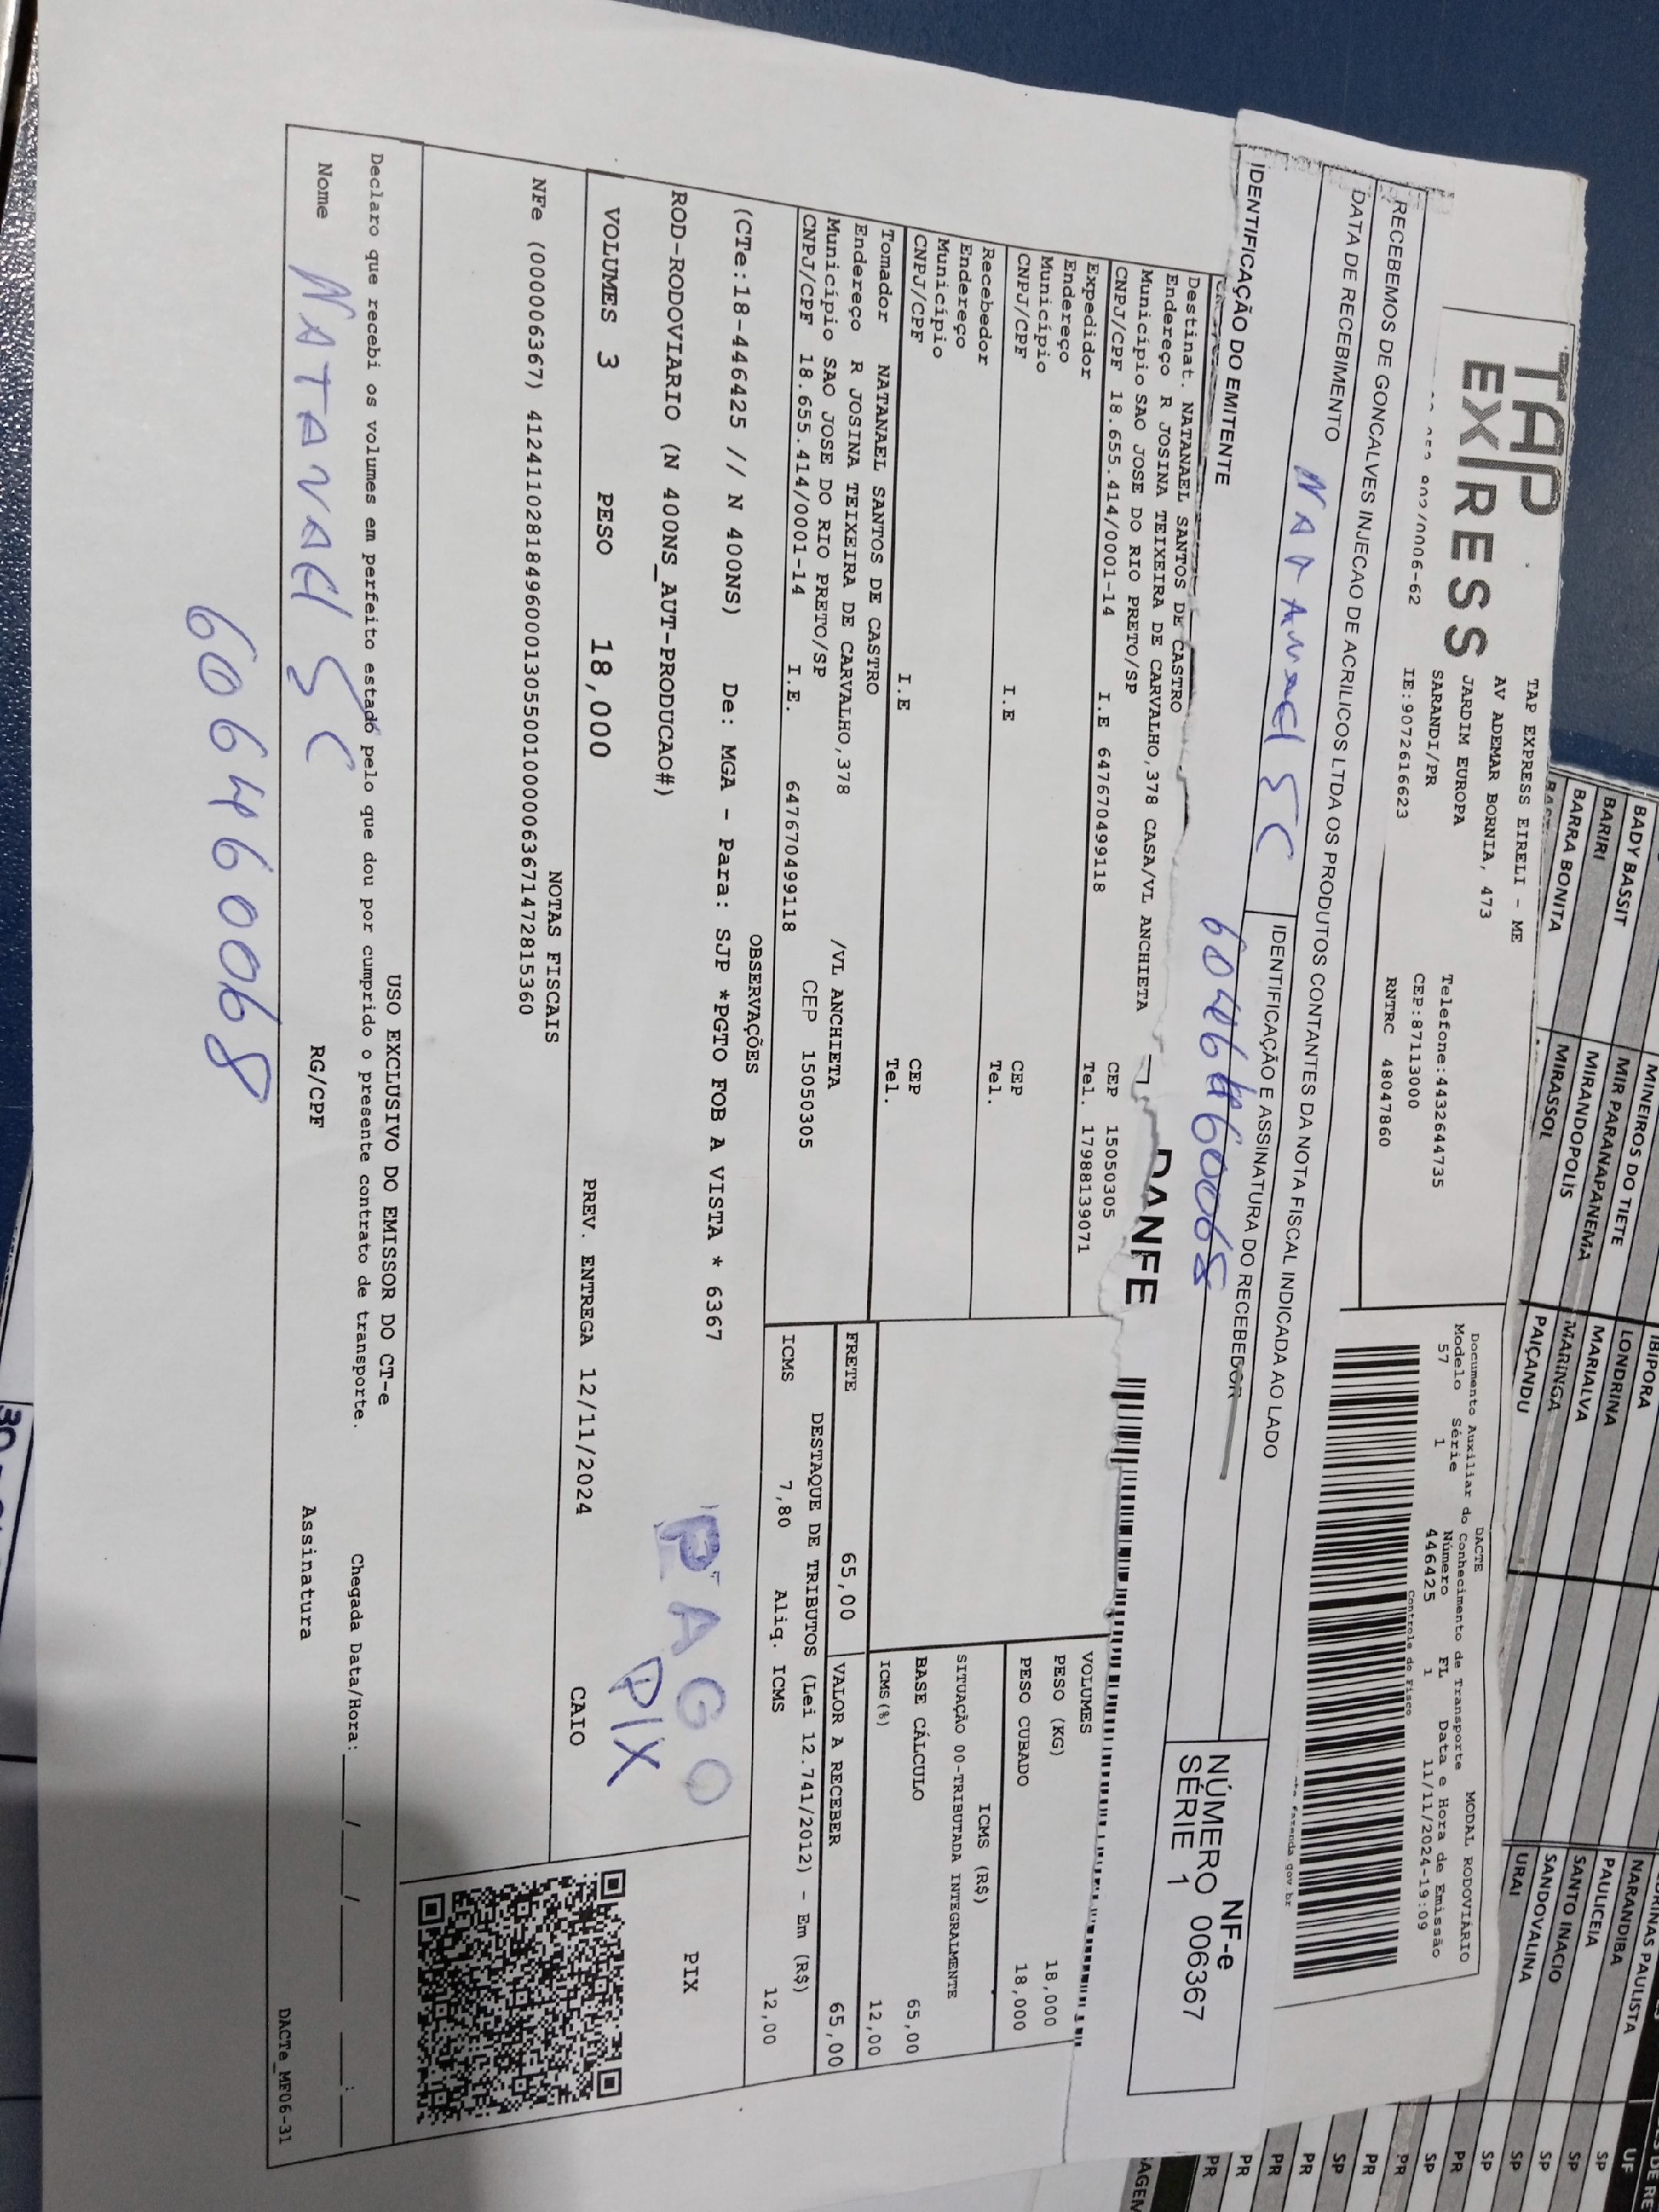 TAP
EXPRESS
TAP EXPRESS EIRELI - ME
AV ADEMAR BORNIA, 473
JARDIM EUROPA
SARANDI/PR
IE:9072616623
Telefone:4432644735
CEP:87113000
RNTRC 48047860
DACTE
Documento Auxiliar do Conhecimento de Transporte
MODAL RODOVIÁRIO
Modelo Série Número FL Data e Hora de Emissão
57 1 446425 1 11/11/2024-19:09
Controle do Fisco
RECEBEMOS DE GONCALVES INJECAO DE ACRILICOS LTDA OS PRODUTOS CONTANTES DA NOTA FISCAL INDICADA AO LADO
DATA DE RECEBIMENTO
IDENTIFICAÇÃO E ASSINATURA DO RECEBEDOR
NF-e
NÚMERO 006367
SÉRIE 1
IDENTIFICAÇÃO DO EMITENTE
DANFE
Destinat. NATANAEL SANTOS DE CASTRO
Endereço R JOSINA TEIXEIRA DE CARVALHO,378 CASA/VL ANCHIETA
Município SAO JOSE DO RIO PRETO/SP CEP 15050305
CNPJ/CPF 18.655.414/0001-14 I.E 647670499118 Tel. 17988139071
Expedidor
Endereço
Município CEP
CNPJ/CPF I.E Tel.
Recebedor
Endereço
Município CEP
CNPJ/CPF I.E Tel.
Tomador NATANAEL SANTOS DE CASTRO
Endereço R JOSINA TEIXEIRA DE CARVALHO,378 /VL ANCHIETA
Município SAO JOSE DO RIO PRETO/SP CEP 15050305
CNPJ/CPF 18.655.414/0001-14 I.E. 647670499118
VOLUMES
PESO (KG) 18,000
PESO CUBADO 18,000
ICMS (R$)
SITUAÇÃO 00-TRIBUTADA INTEGRALMENTE
BASE CÁLCULO 65,00
ICMS(%) 12,00
FRETE 65,00 VALOR A RECEBER 65,00
DESTAQUE DE TRIBUTOS (Lei 12.741/2012) - Em (R$)
ICMS 7,80 Aliq. ICMS 12,00
OBSERVAÇÕES
(CTe:18-446425 // N 400NS) De: MGA - Para: SJP *PGTO FOB A VISTA * 6367
ROD-RODOVIARIO (N 400NS_AUT-PRODUCAO#)
PAGO
PIX
PIX
VOLUMES 3 PESO 18,000 PREV. ENTREGA 12/11/2024 CAIO
NOTAS FISCAIS
NFe (000006367) 41241102818496000130550010000063671472815360
USO EXCLUSIVO DO EMISSOR DO CT-e
Declaro que recebi os volumes em perfeito estado pelo que dou por cumprido o presente contrato de transporte.
Chegada Data/Hora:___/___/_____ ___:___
Nome RG/CPF Assinatura
606460068
DACTe_MF06-31
BADY BASSIT
BARIRI
BARRA BONITA
MINEIROS DO TIETE
MIR PARANAPANEMA
MIRANDOPOLIS
MIRASSOL
IBIPORA
LONDRINA
MARIALVA
MARINGA
PAIÇANDU
NARANDIBA PAULISTA
PAULICEIA
SANTO INACIO
SANDOVALINA
URAI